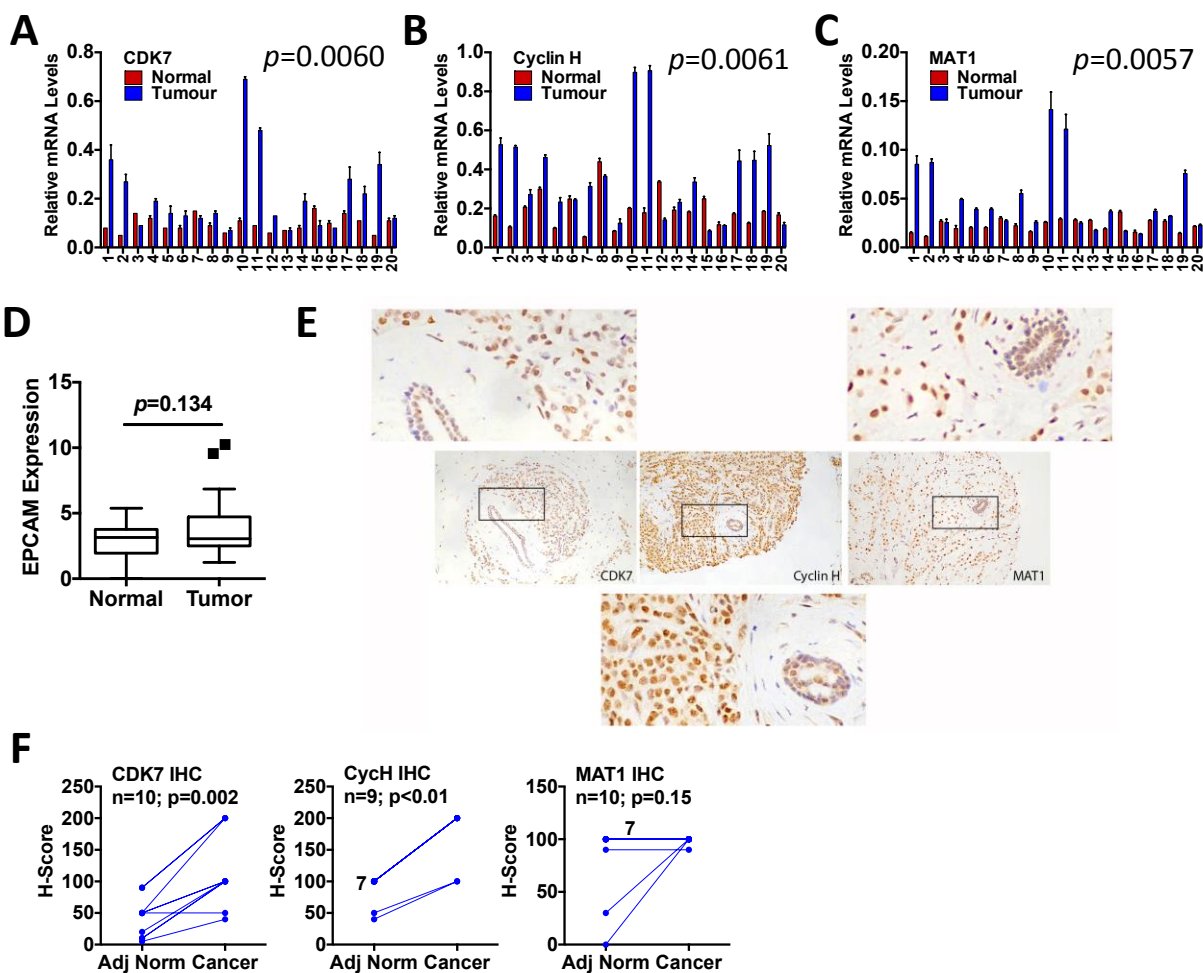 A
CDK7
Normal
Tumour
p=0.0060
Relative mRNA Levels
0.8
0.6
0.4
0.2
0.0
1 2 3 4 5 6 7 8 9 10 11 12 13 14 15 16 17 18 19 20
B
Cyclin H
Normal
Tumour
p=0.0061
Relative mRNA Levels
1.0
0.8
0.6
0.4
0.2
0.0
1 2 3 4 5 6 7 8 9 10 11 12 13 14 15 16 17 18 19 20
C
MAT1
Normal
Tumour
p=0.0057
Relative mRNA Levels
0.20
0.15
0.10
0.05
0.00
1 2 3 4 5 6 7 8 9 10 11 12 13 14 15 16 17 18 19 20
D
EPCAM Expression
15
10
5
0
p=0.134
Normal Tumor
E
CDK7
Cyclin H
MAT1
F
CDK7 IHC
n=10; p=0.002
H-Score
250
200
150
100
50
0
Adj Norm Cancer
CycH IHC
n=9; p<0.01
H-Score
250
200
150
100
50
0
7
Adj Norm Cancer
MAT1 IHC
n=10; p=0.15
H-Score
150
100
50
0
7
Adj Norm Cancer